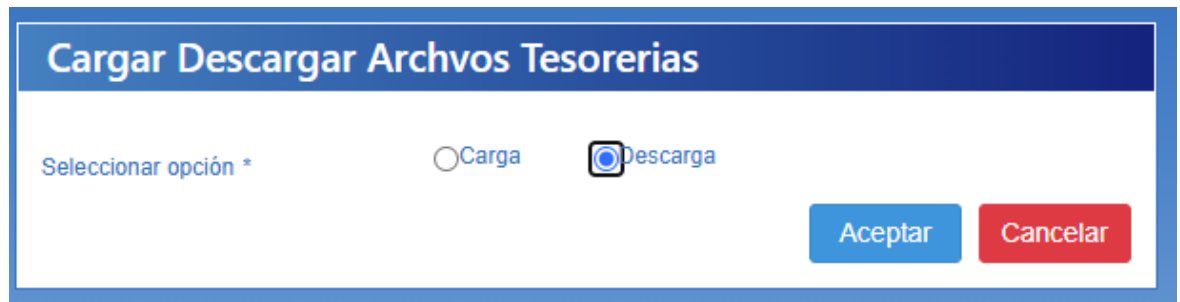 Cargar Descargar Archvos Tesorerias
Seleccionar opción * Carga Descarga
Aceptar Cancelar